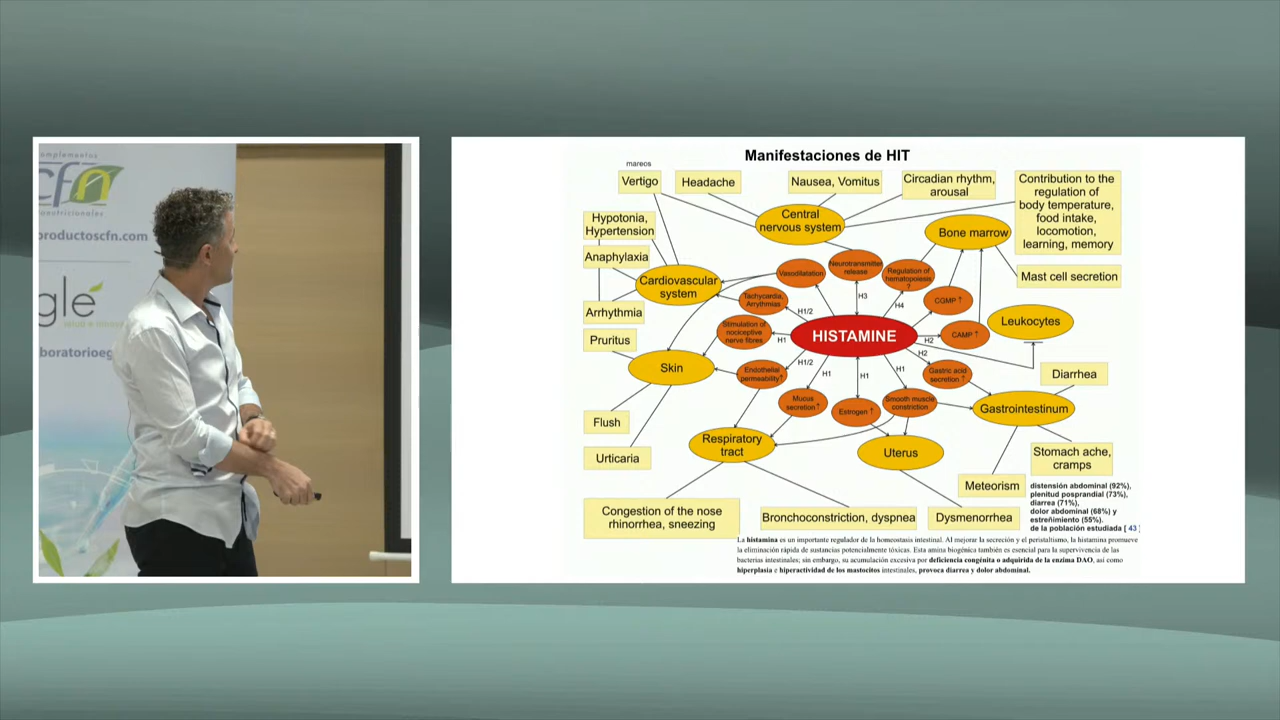 omplementos
cfn
onutricionales
productoscfn.com
glé
salud e innova
boratorioeg
Manifestaciones de HIT
mareos
Vertigo
Headache
Nausea, Vomitus
Circadian rhythm,
arousal
Contribution to the
regulation of
body temperature,
food intake,
locomotion,
learning, memory
Hypotonia,
Hypertension
Central
nervous system
Bone marrow
Anaphylaxia
Cardiovascular
system
Vasodilatation
Neurotransmitter
release
Regulation of
hematopoiesis
?
Mast cell secretion
Arrhythmia
Tachycardia,
Arrythmias
H1/2
H3
H4
CGMP ↑
Leukocytes
Pruritus
Stimulation of
nociceptive
nerve fibres
H1
HISTAMINE
H2
CAMP ↑
H2
Skin
Endothelial
permeability↑
H1/2
H1
H1
H1
Gastric acid
secretion ↑
Diarrhea
Flush
Mucus
secretion ↑
Estrogen ↑
Smooth muscle
constriction
Gastrointestinum
Urticaria
Respiratory
tract
Uterus
Stomach ache,
cramps
Meteorism
Congestion of the nose
rhinorrhea, sneezing
Bronchoconstriction, dyspnea
Dysmenorrhea
distensión abdominal (92%),
plenitud posprandial (73%),
diarrea (71%),
dolor abdominal (68%) y
estreñimiento (55%).
de la población estudiada [ 43 ]
La histamina es un importante regulador de la homeostasis intestinal. Al mejorar la secreción y el peristaltismo, la histamina promueve
la eliminación rápida de sustancias potencialmente tóxicas. Esta amina biogénica también es esencial para la supervivencia de las
bacterias intestinales; sin embargo, su acumulación excesiva por deficiencia congénita o adquirida de la enzima DAO, así como
hiperplasia e hiperactividad de los mastocitos intestinales, provoca diarrea y dolor abdominal.